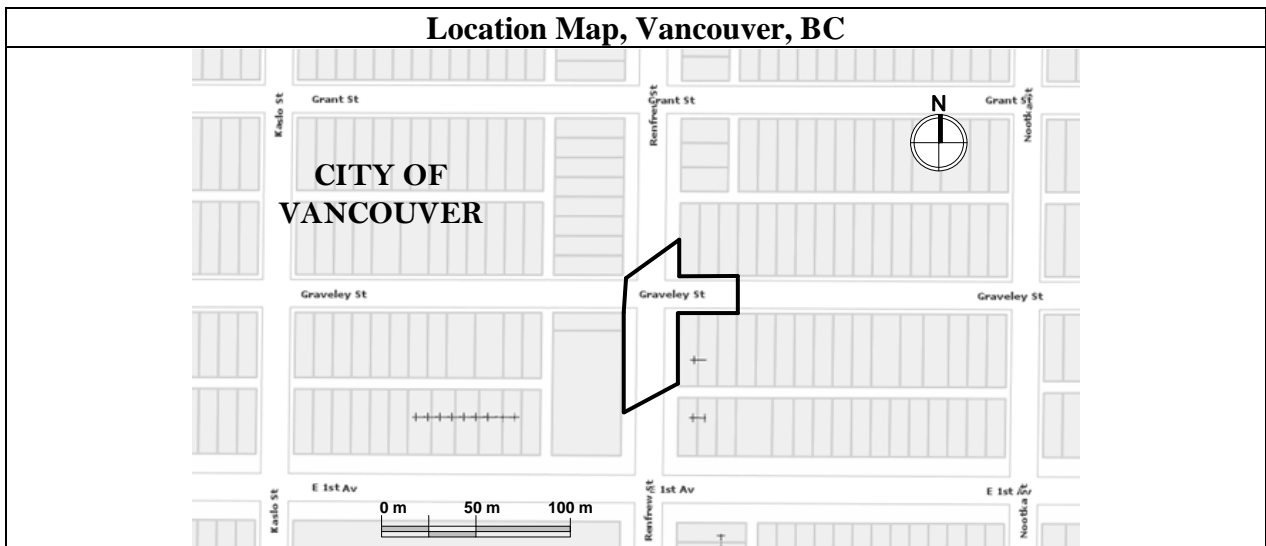 Location Map, Vancouver, BC
Grant St
Grant St
Grant St
N
Kaslo St
Renfrew St
Nootka St
CITY OF
VANCOUVER
Graveley St
Graveley St
Graveley St
E 1st Av
1st Av
E 1st Av
Kaslo St
Renfrew St
Nootka St
0 m 50 m 100 m